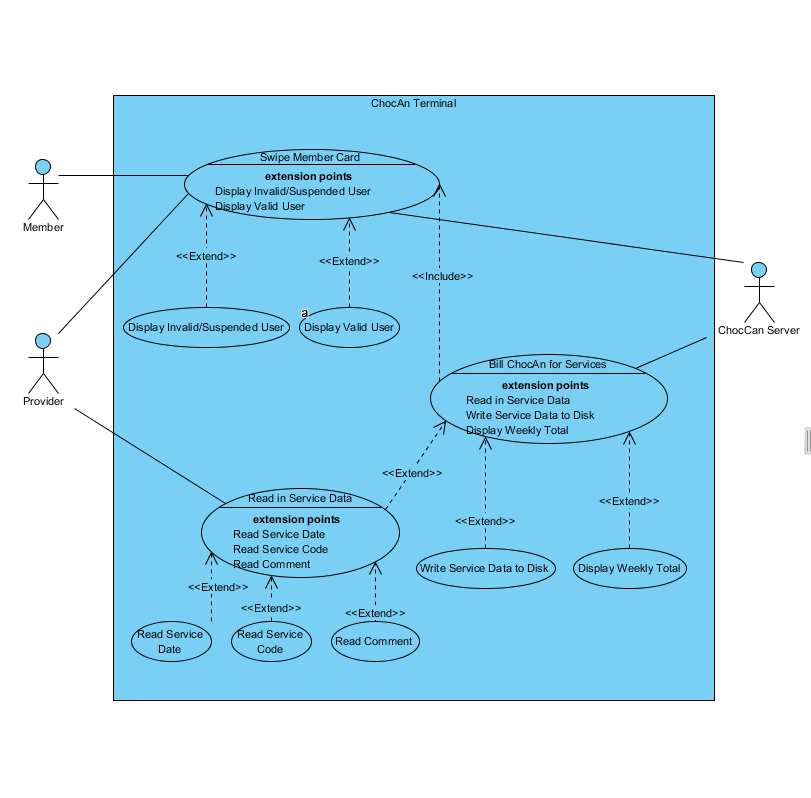 ChocAn Terminal
Swipe Member Card
extension points
Display Invalid/Suspended User
Display Valid User
Member
<<Extend>>
<<Extend>>
<<Include>>
a
Display Invalid/Suspended User
Display Valid User
ChocCan Server
Provider
Bill ChocAn for Services
extension points
Read in Service Data
Write Service Data to Disk
Display Weekly Total
<<Extend>>
<<Extend>>
<<Extend>>
Read in Service Data
extension points
Read Service Date
Read Service Code
Read Comment
Write Service Data to Disk
Display Weekly Total
<<Extend>>
<<Extend>>
<<Extend>>
Read Service
Date
Read Service
Code
Read Comment